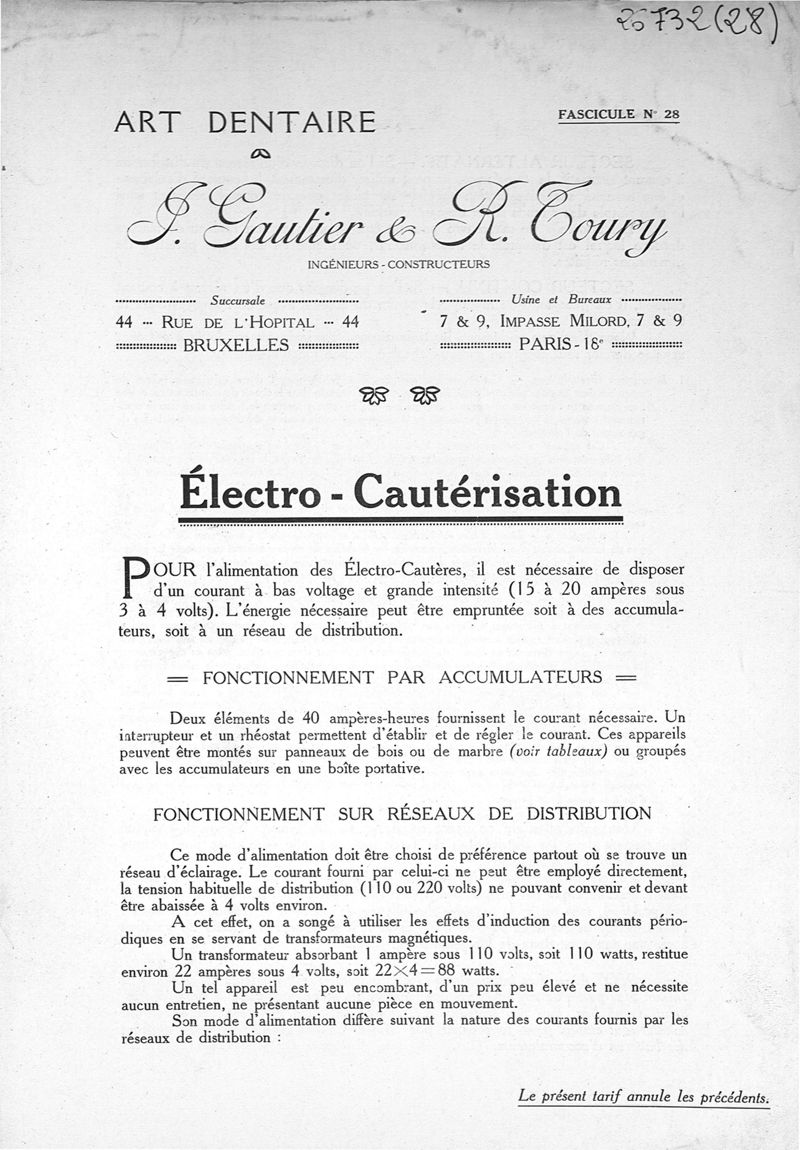 26732(28)
ART DENTAIRE
FASCICULE N° 28
J. Gautier & R. Toury
INGÉNIEURS-CONSTRUCTEURS
Succursale
44 -- RUE DE L'HOPITAL -- 44
BRUXELLES
Usine et Bureaux
7 & 9, IMPASSE MILORD, 7 & 9
PARIS-18e
Électro - Cautérisation
POUR l'alimentation des Électro-Cautères, il est nécessaire de disposer
d'un courant à bas voltage et grande intensité (15 à 20 ampères sous
3 à 4 volts). L'énergie nécessaire peut être empruntée soit à des accumula-
teurs, soit à un réseau de distribution.
= FONCTIONNEMENT PAR ACCUMULATEURS =
Deux éléments de 40 ampères-heures fournissent le courant nécessaire. Un
interrupteur et un rhéostat permettent d'établir et de régler le courant. Ces appareils
peuvent être montés sur panneaux de bois ou de marbre (voir tableaux) ou groupés
avec les accumulateurs en une boîte portative.
FONCTIONNEMENT SUR RÉSEAUX DE DISTRIBUTION
Ce mode d'alimentation doit être choisi de préférence partout où se trouve un
réseau d'éclairage. Le courant fourni par celui-ci ne peut être employé directement,
la tension habituelle de distribution (110 ou 220 volts) ne pouvant convenir et devant
être abaissée à 4 volts environ.
A cet effet, on a songé à utiliser les effets d'induction des courants pério-
diques en se servant de transformateurs magnétiques.
Un transformateur absorbant 1 ampère sous 110 volts, soit 110 watts, restitue
environ 22 ampères sous 4 volts, soit 22×4=88 watts.
Un tel appareil est peu encombrant, d'un prix peu élevé et ne nécessite
aucun entretien, ne présentant aucune pièce en mouvement.
Son mode d'alimentation diffère suivant la nature des courants fournis par les
réseaux de distribution :
Le présent tarif annule les précédents.